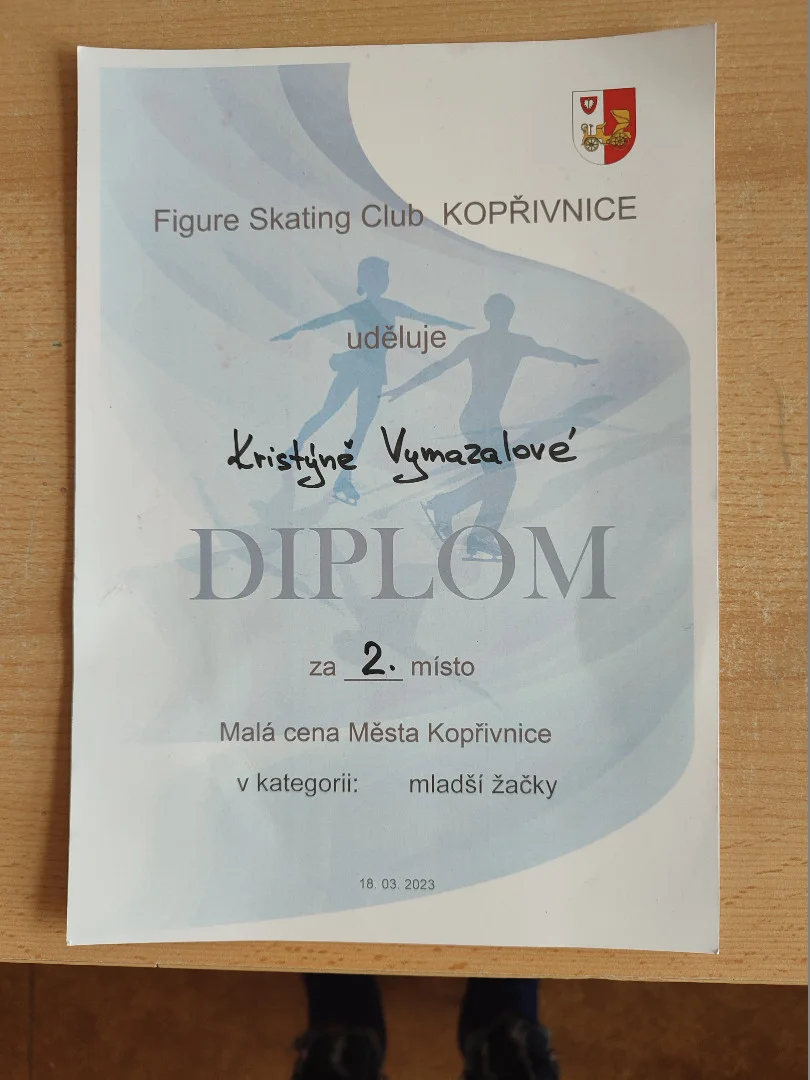 Figure Skating Club KOPŘIVNICE
uděluje
Kristýně Vymazalové
DIPLOM
za 2. místo
Malá cena Města Kopřivnice
v kategorii: mladší žačky
18. 03. 2023